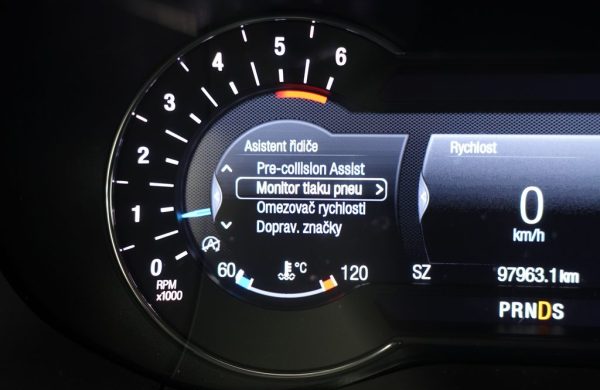 6
5
4
3
2
1
0
RPM
x1000
Asistent řidiče
Pre-collision Assist
Monitor tlaku pneu >
Omezovač rychlosti
Doprav. značky
60 °C 120
A
Rychlost
0
km/h
SZ 97963.1 km
PRNDS